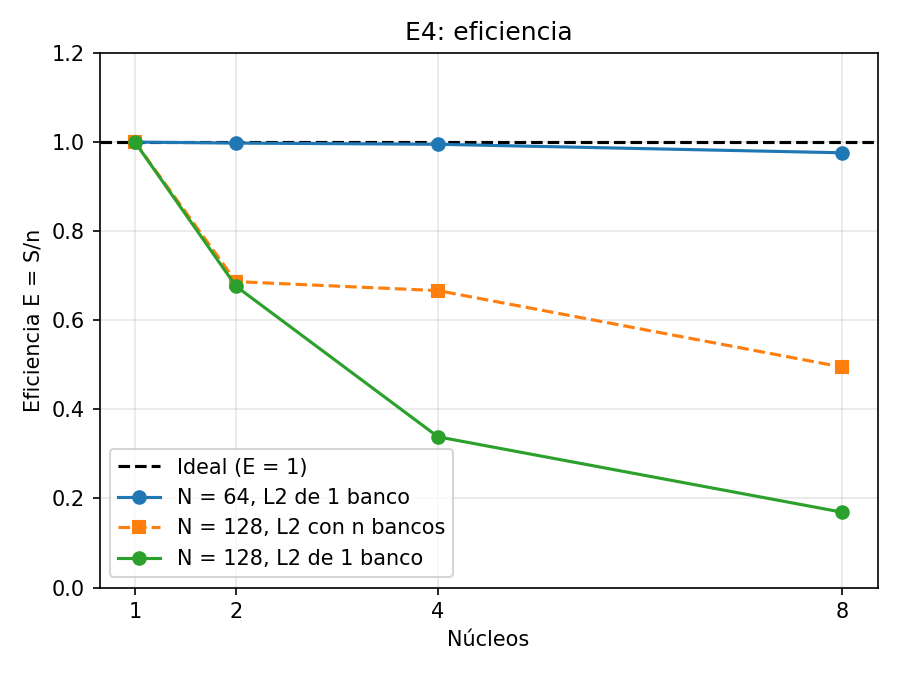 E4: eficiencia
1.2
1.0
0.8
0.6
0.4
0.2
0.0
Eficiencia E = S/n
Ideal (E = 1)
N = 64, L2 de 1 banco
N = 128, L2 con n bancos
N = 128, L2 de 1 banco
1 2 4 8
Núcleos